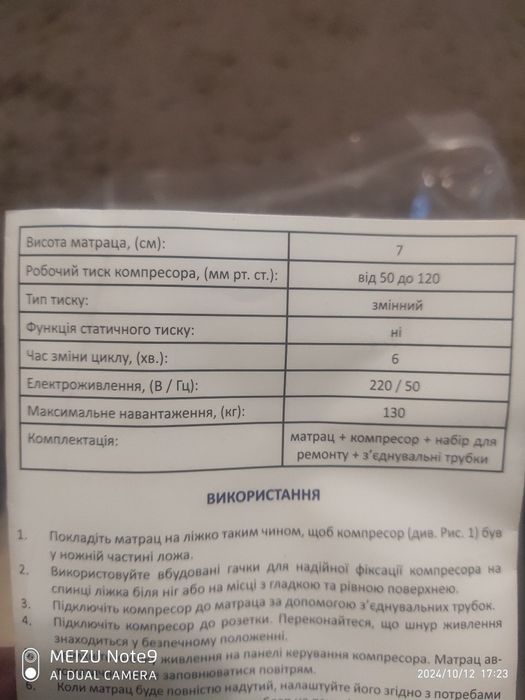 Висота матраца, (см): 7
Робочий тиск компресора, (мм рт. ст.): від 50 до 120
Тип тиску: змінний
Функція статичного тиску: ні
Час зміни циклу, (хв.): 6
Електроживлення, (В / Гц): 220 / 50
Максимальне навантаження, (кг): 130
Комплектація: матрац + компресор + набір для
ремонту + з’єднувальні трубки
ВИКОРИСТАННЯ
1. Покладіть матрац на ліжко таким чином, щоб компресор (див. Рис. 1) був
у ножній частині ложа.
2. Використовуйте вбудовані гачки для надійної фіксації компресора на
спинці ліжка біля ніг або на місці з гладкою та рівною поверхнею.
3. Підключіть компресор до матраца за допомогою з’єднувальних трубок.
4. Підключіть компресор до розетки. Переконайтеся, що шнур живлення
знаходиться у безпечному положенні.
живлення на панелі керування компресора. Матрац ав-
заповнюватися повітрям.
6. Коли матрац буде повністю надутий, налаштуйте його згідно з потребами
MEIZU Note9
AI DUAL CAMERA
2024/10/12 17:23